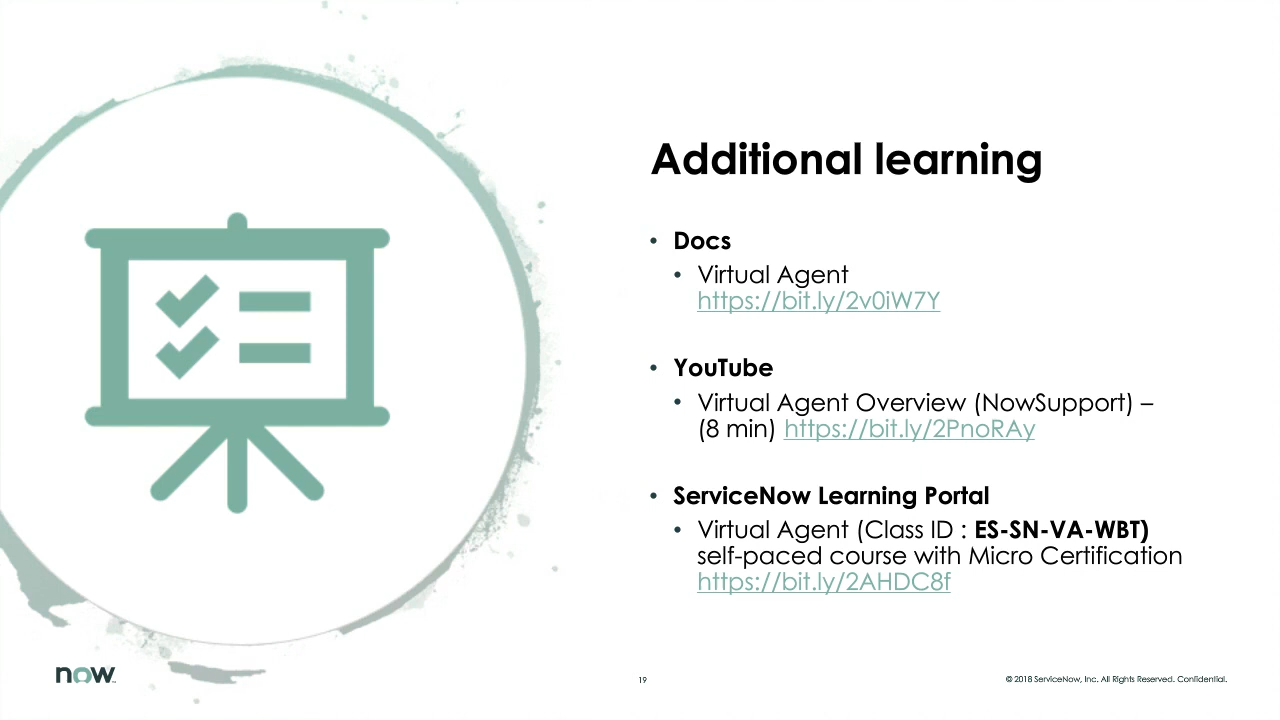 Additional learning
• Docs
• Virtual Agent
https://bit.ly/2v0iW7Y
• YouTube
• Virtual Agent Overview (NowSupport) –
(8 min) https://bit.ly/2PnoRAy
• ServiceNow Learning Portal
• Virtual Agent (Class ID : ES-SN-VA-WBT)
self-paced course with Micro Certification
https://bit.ly/2AHDC8f
now
19
© 2018 ServiceNow, Inc. All Rights Reserved. Confidential.